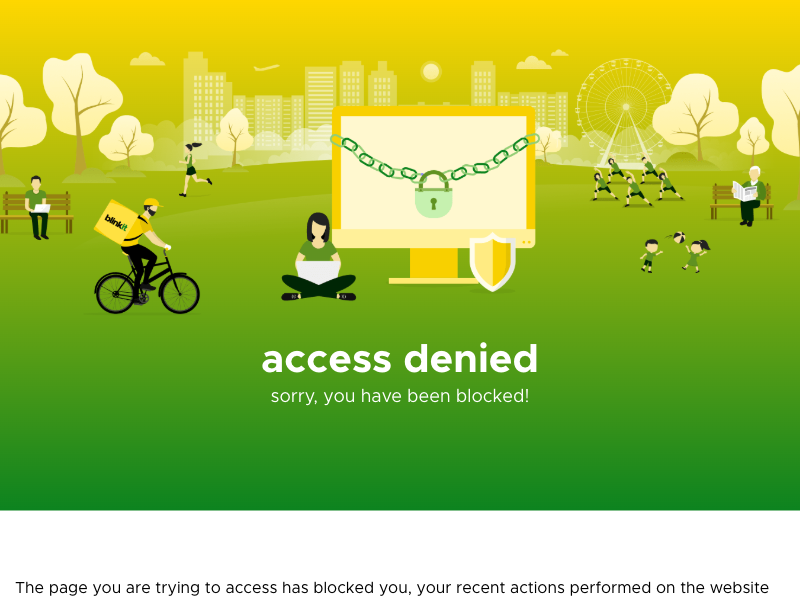 blinkit
access denied
sorry, you have been blocked!
The page you are trying to access has blocked you, your recent actions performed on the website